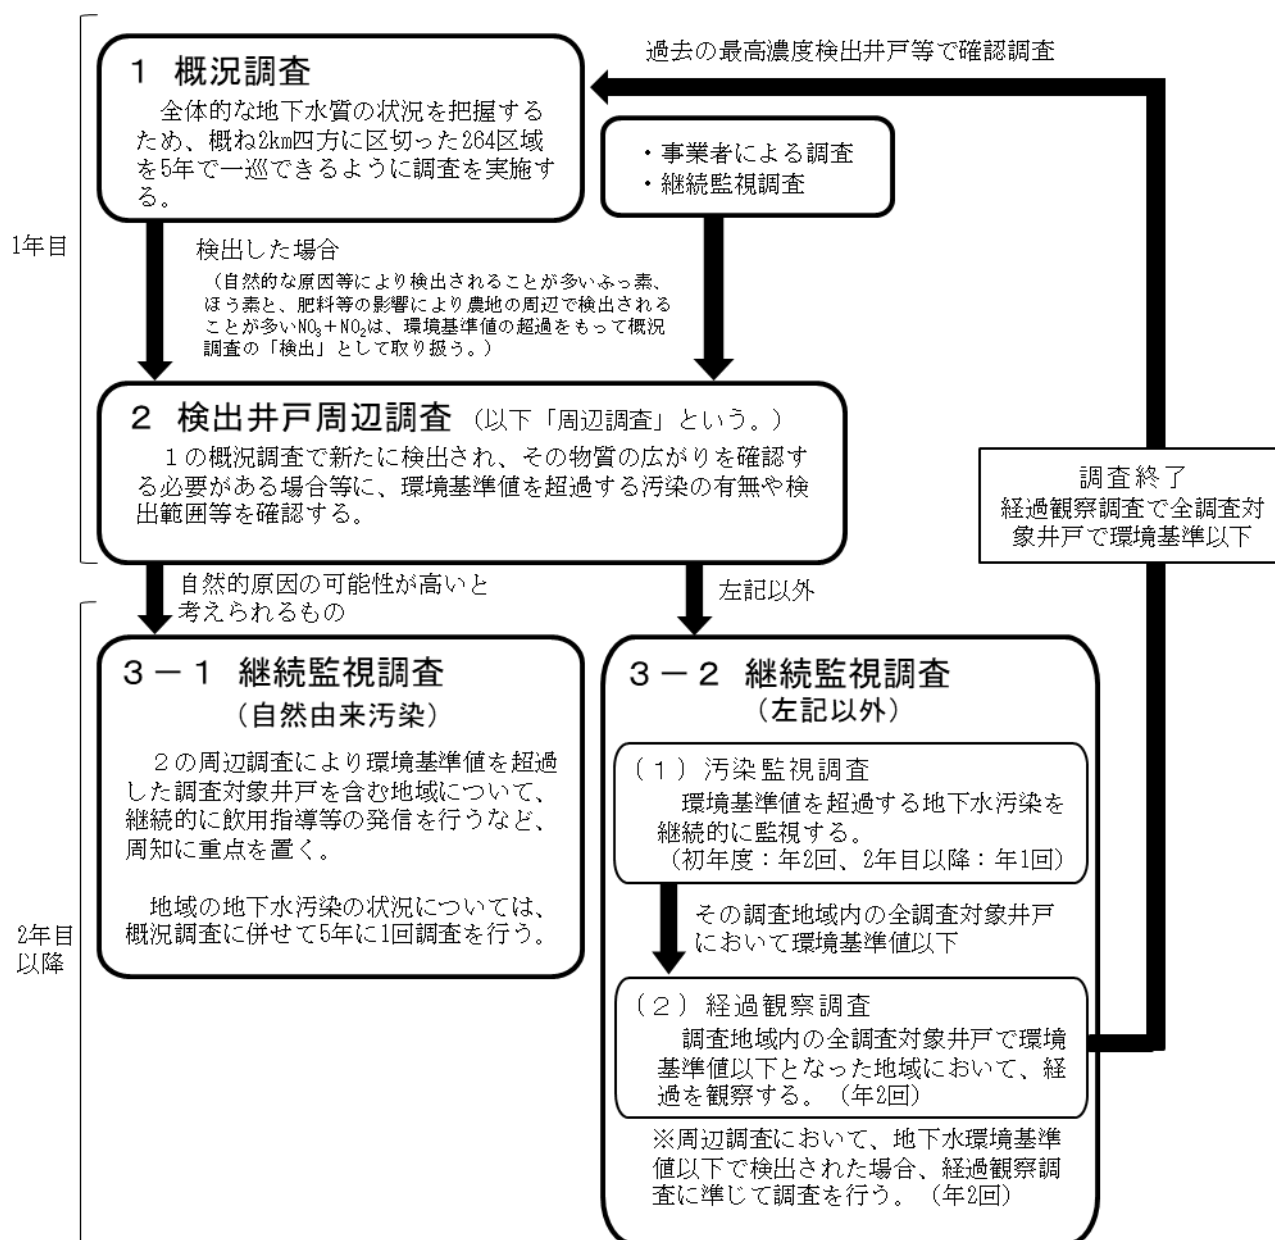 1年目
1 概況調査
全体的な地下水質の状況を把握する
ため、概ね2km四方に区切った264区域
を5年で一巡できるように調査を実施す
る。
過去の最高濃度検出井戸等で確認調査
・事業者による調査
・継続監視調査
検出した場合
（自然的な原因等により検出されることが多いふっ素、
ほう素と、肥料等の影響により農地の周辺で検出される
ことが多いNO₃＋NO₂は、環境基準値の超過をもって概況
調査の「検出」として取り扱う。）
2 検出井戸周辺調査（以下「周辺調査」という。）
１の概況調査で新たに検出され、その物質の広がりを確認す
る必要がある場合等に、環境基準値を超過する汚染の有無や検
出範囲等を確認する。
調査終了
経過観察調査で全調査対
象井戸で環境基準以下
自然的原因の可能性が高いと
考えられるもの
左記以外
2年目
以降
３－１ 継続監視調査
（自然由来汚染）
２の周辺調査により環境基準値を超過
した調査対象井戸を含む地域について、
継続的に飲用指導等の発信を行うなど、
周知に重点を置く。
地域の地下水汚染の状況については、
概況調査に併せて5年に1回調査を行う。
３－２ 継続監視調査
（左記以外）
（１）汚染監視調査
環境基準値を超過する地下水汚染を
継続的に監視する。
（初年度：年2回、2年目以降：年1回）
その調査地域内の全調査対象井戸
において環境基準値以下
（２）経過観察調査
調査地域内の全調査対象井戸で環境
基準値以下となった地域において、経
過を観察する。（年2回）
※周辺調査において、地下水環境基準
値以下で検出された場合、経過観察調
査に準じて調査を行う。（年2回）